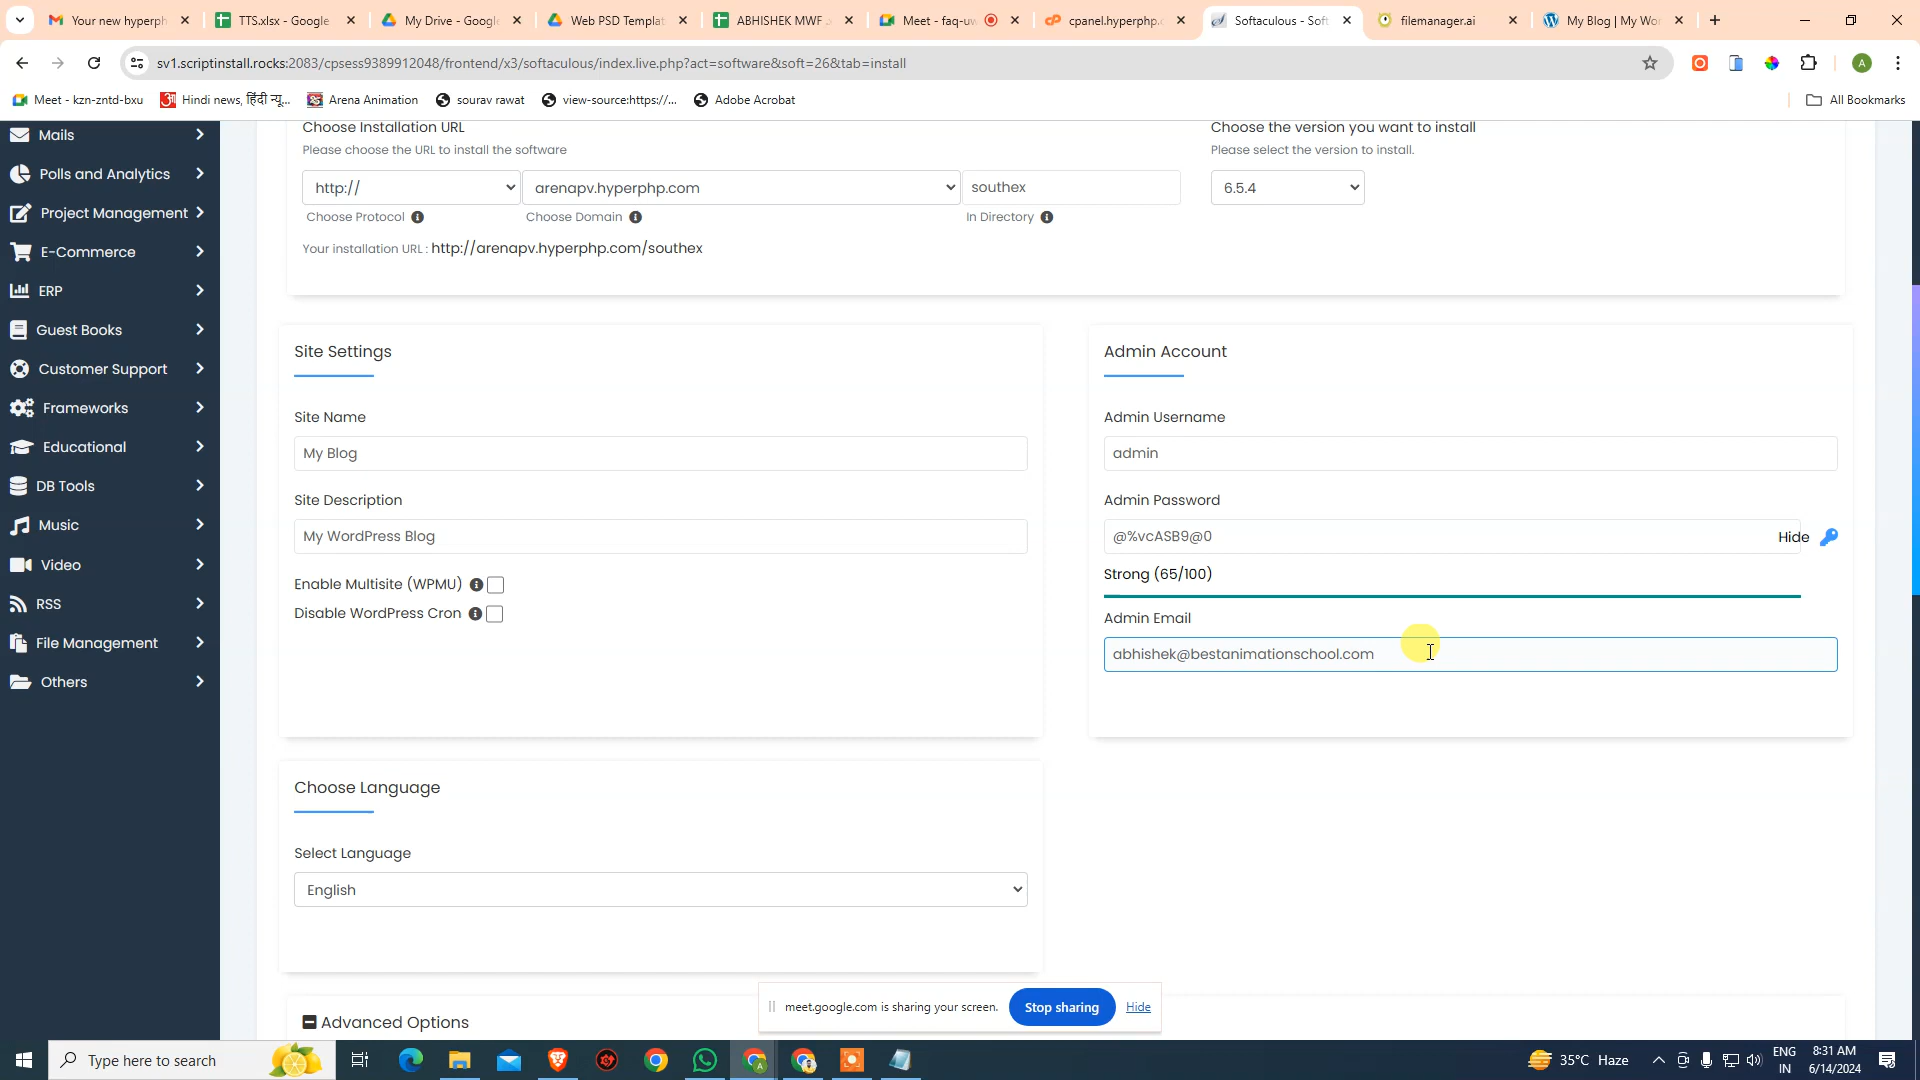 Your new hyperph
TTS.xlsx - Google
My Drive - Google
Web PSD Templat
ABHISHEK MWF
Meet - faq-uw
cpanel.hyperphp.c
Softaculous - Soft
filemanager.ai
My Blog | My Wor
sv1.scriptinstall.rocks:2083/cpsess9389912048/frontend/x3/softaculous/index.live.php?act=software&soft=26&tab=install
A
Meet - kzn-zntd-bxu
Hindi news, हिंदी न्यू...
Arena Animation
sourav rawat
view-source:https://...
Adobe Acrobat
All Bookmarks
Mails
Polls and Analytics
Project Management
E-Commerce
ERP
Guest Books
Customer Support
Frameworks
Educational
DB Tools
Music
Video
RSS
File Management
Others
Choose Installation URL
Please choose the URL to install the software
http://
arenapv.hyperphp.com
southex
Choose Protocol
Choose Domain
In Directory
Your installation URL : http://arenapv.hyperphp.com/southex
Choose the version you want to install
Please select the version to install.
6.5.4
Site Settings
Site Name
My Blog
Site Description
My WordPress Blog
Enable Multisite (WPMU)
Disable WordPress Cron
Admin Account
Admin Username
admin
Admin Password
@%vcASB9@0
Hide
Strong (65/100)
Admin Email
abhishek@bestanimationschool.com
Choose Language
Select Language
English
Advanced Options
meet.google.com is sharing your screen.
Stop sharing
Hide
Type here to search
35°C Haze
ENG
IN
8:31 AM
6/14/2024